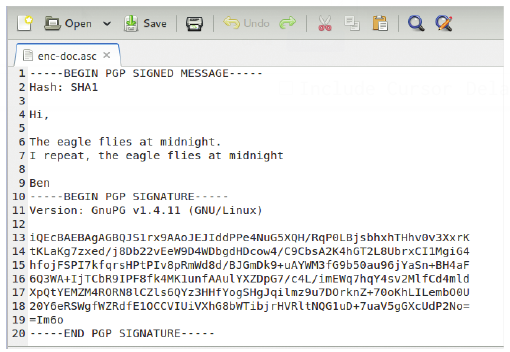 Open Save Undo
enc-doc.asc ×
1 -----BEGIN PGP SIGNED MESSAGE-----
2 Hash: SHA1
3
4 Hi,
5
6 The eagle flies at midnight.
7 I repeat, the eagle flies at midnight
8
9 Ben
10 -----BEGIN PGP SIGNATURE-----
11 Version: GnuPG v1.4.11 (GNU/Linux)
12
13 iQEcBAEBAgAGBQJS1rx9AAoJEJIddPPe4NuG5XQH/RqP0LBjsbhxhTHhv0v3XxrK
14 tKLaKg7zxed/j8Db22vEeW9D4WDbgdHDcow4/C9CbsA2K4hGT2L8UbrxCI1MgiG4
15 hfojFSPI7kfqrsHPtPIv8pRmWd8d/BJGmDk9+uAYWM3fG9b50au96jYaSn+BH4aF
16 6Q3WA+IjTCbR9IPF8fk4MK1unfAAulYXZDpG7/c4L/imEWq7hqY4sv2MlfCd4mld
17 XpQtYEMZM4RORN8lCZls6QYz3HHfYogSHgJqilmz9u7DOrknZ+70oKhLILembO0U
18 20Y6eRSWgfWZRdfE1OCCVIUiVXhG8bWTibjrHVRltNQG1uD+7uaV5gGXcUdP2No=
19 =Im6o
20 -----END PGP SIGNATURE-----